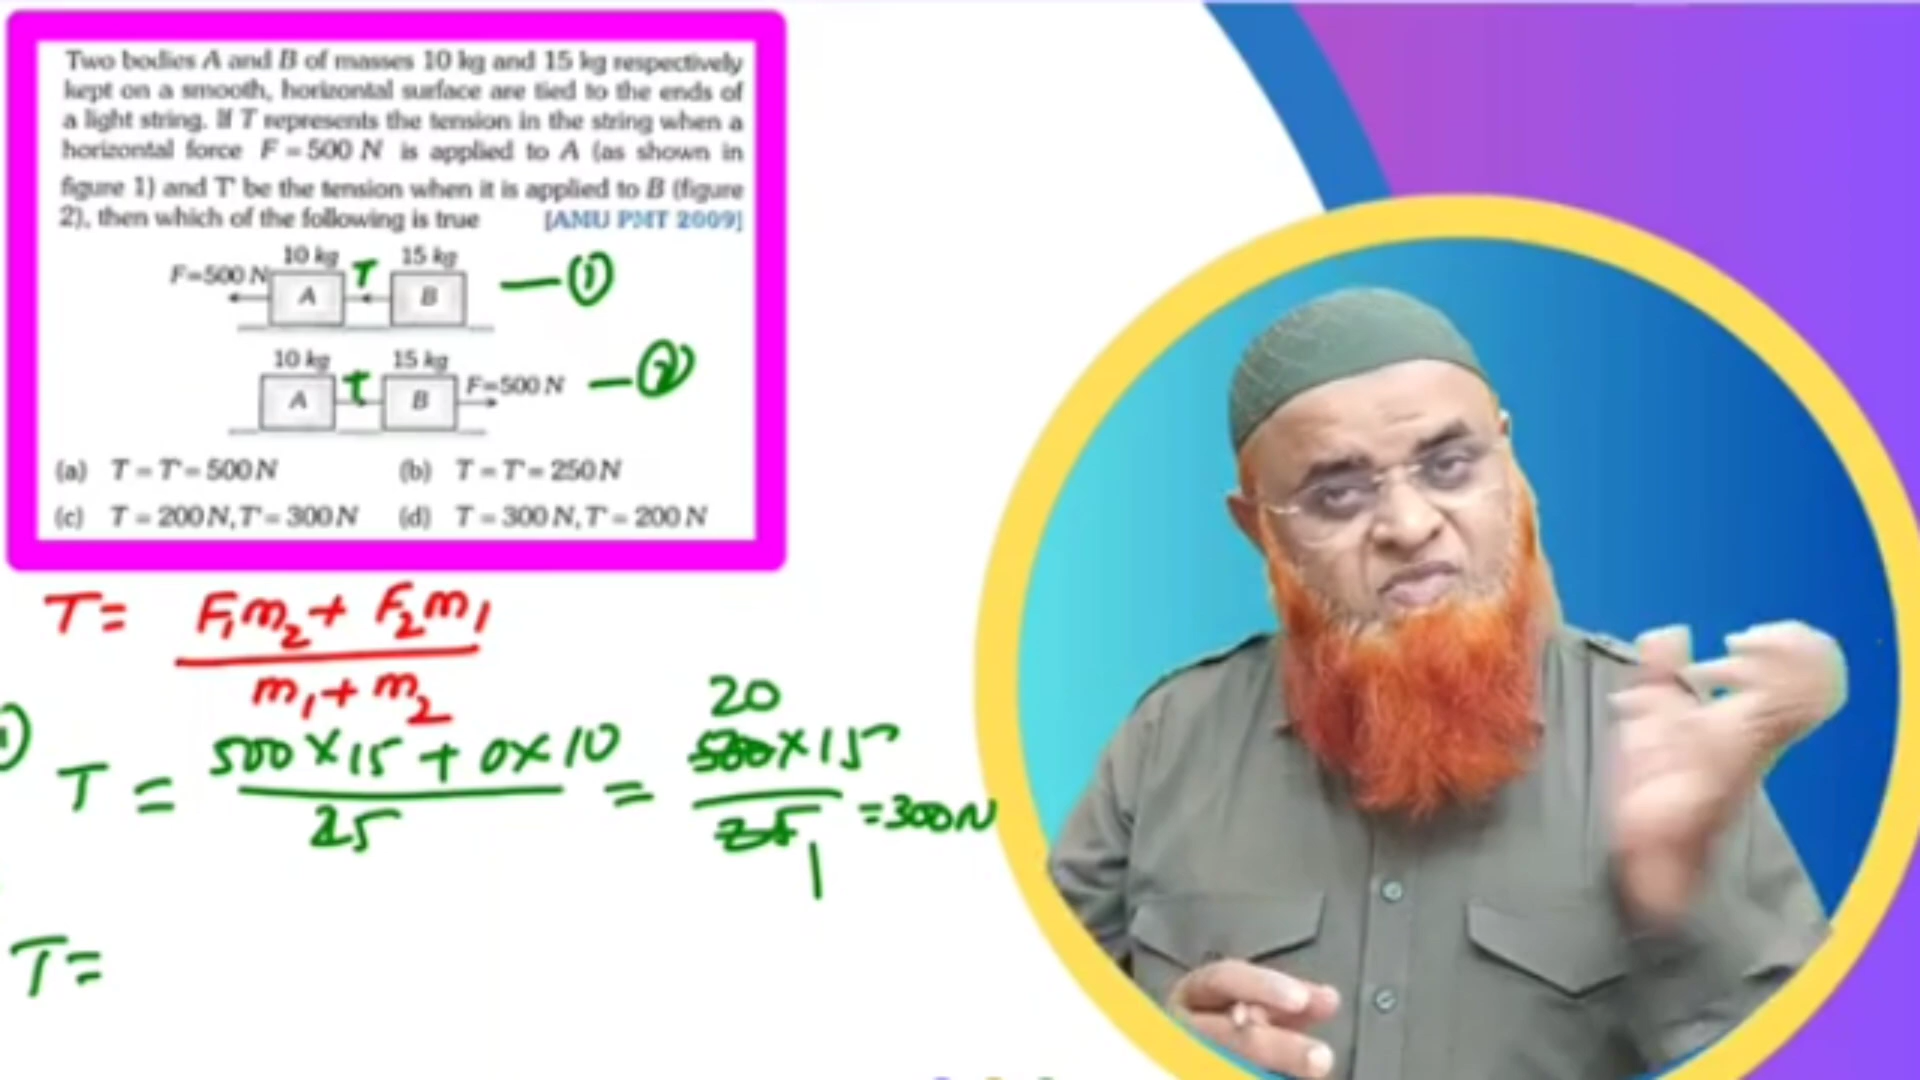 Two bodies A and B of masses 10 kg and 15 kg respectively
kept on a smooth, horizontal surface are tied to the ends of
a light string. If T represents the tension in the string when a
horizontal force F = 500 N is applied to A (as shown in
figure 1) and T' be the tension when it is applied to B (figure
2), then which of the following is true [AMU PMT 2009]
10 kg 15 kg
F=500 N A T B — ①
10 kg 15 kg
A T B F=500 N — ②
(a) T = T' = 500 N (b) T = T' = 250 N
(c) T = 200 N, T' = 300 N (d) T = 300 N, T' = 200 N
T = F₁m₂ + F₂m₁
m₁ + m₂
20
T = 500 × 15 + 0 × 10 = 500 × 15
25 25 = 300 N
1
T =